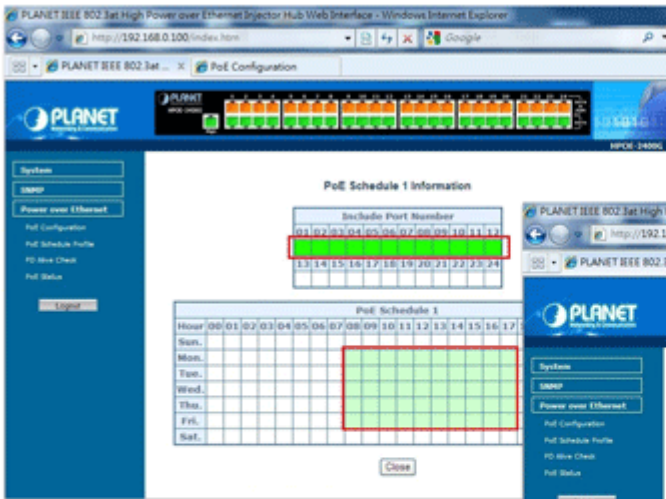 PLANET IEEE 802.3at High Power over Ethernet Injector Hub Web Interface - Windows Internet Explorer
http://192.168.0.100/index.htm
Google
PLANET IEEE 802.3at ...
PoE Configuration
PLANET
Networking & Communication
PLANET
HPOE-2400G
System
SNMP
Power over Ethernet
PoE Configuration
PoE Schedule Profile
PD Alive Check
PoE Status
Logout
PoE Schedule 1 Information
Include Port Number
01 02 03 04 05 06 07 08 09 10 11 12
13 14 15 16 17 18 19 20 21 22 23 24
PoE Schedule 1
Hour 00 01 02 03 04 05 06 07 08 09 10 11 12 13 14 15 16 17
Sun.
Mon.
Tue.
Wed.
Thu.
Fri.
Sat.
Close
PLANET IEEE 802.3at High
http://192.1
PLANET IEEE 802.3
PLANET
Networking & Communication
System
SNMP
Power over Ethernet
PoE Configuration
PoE Schedule Profile
PD Alive Check
PoE Status